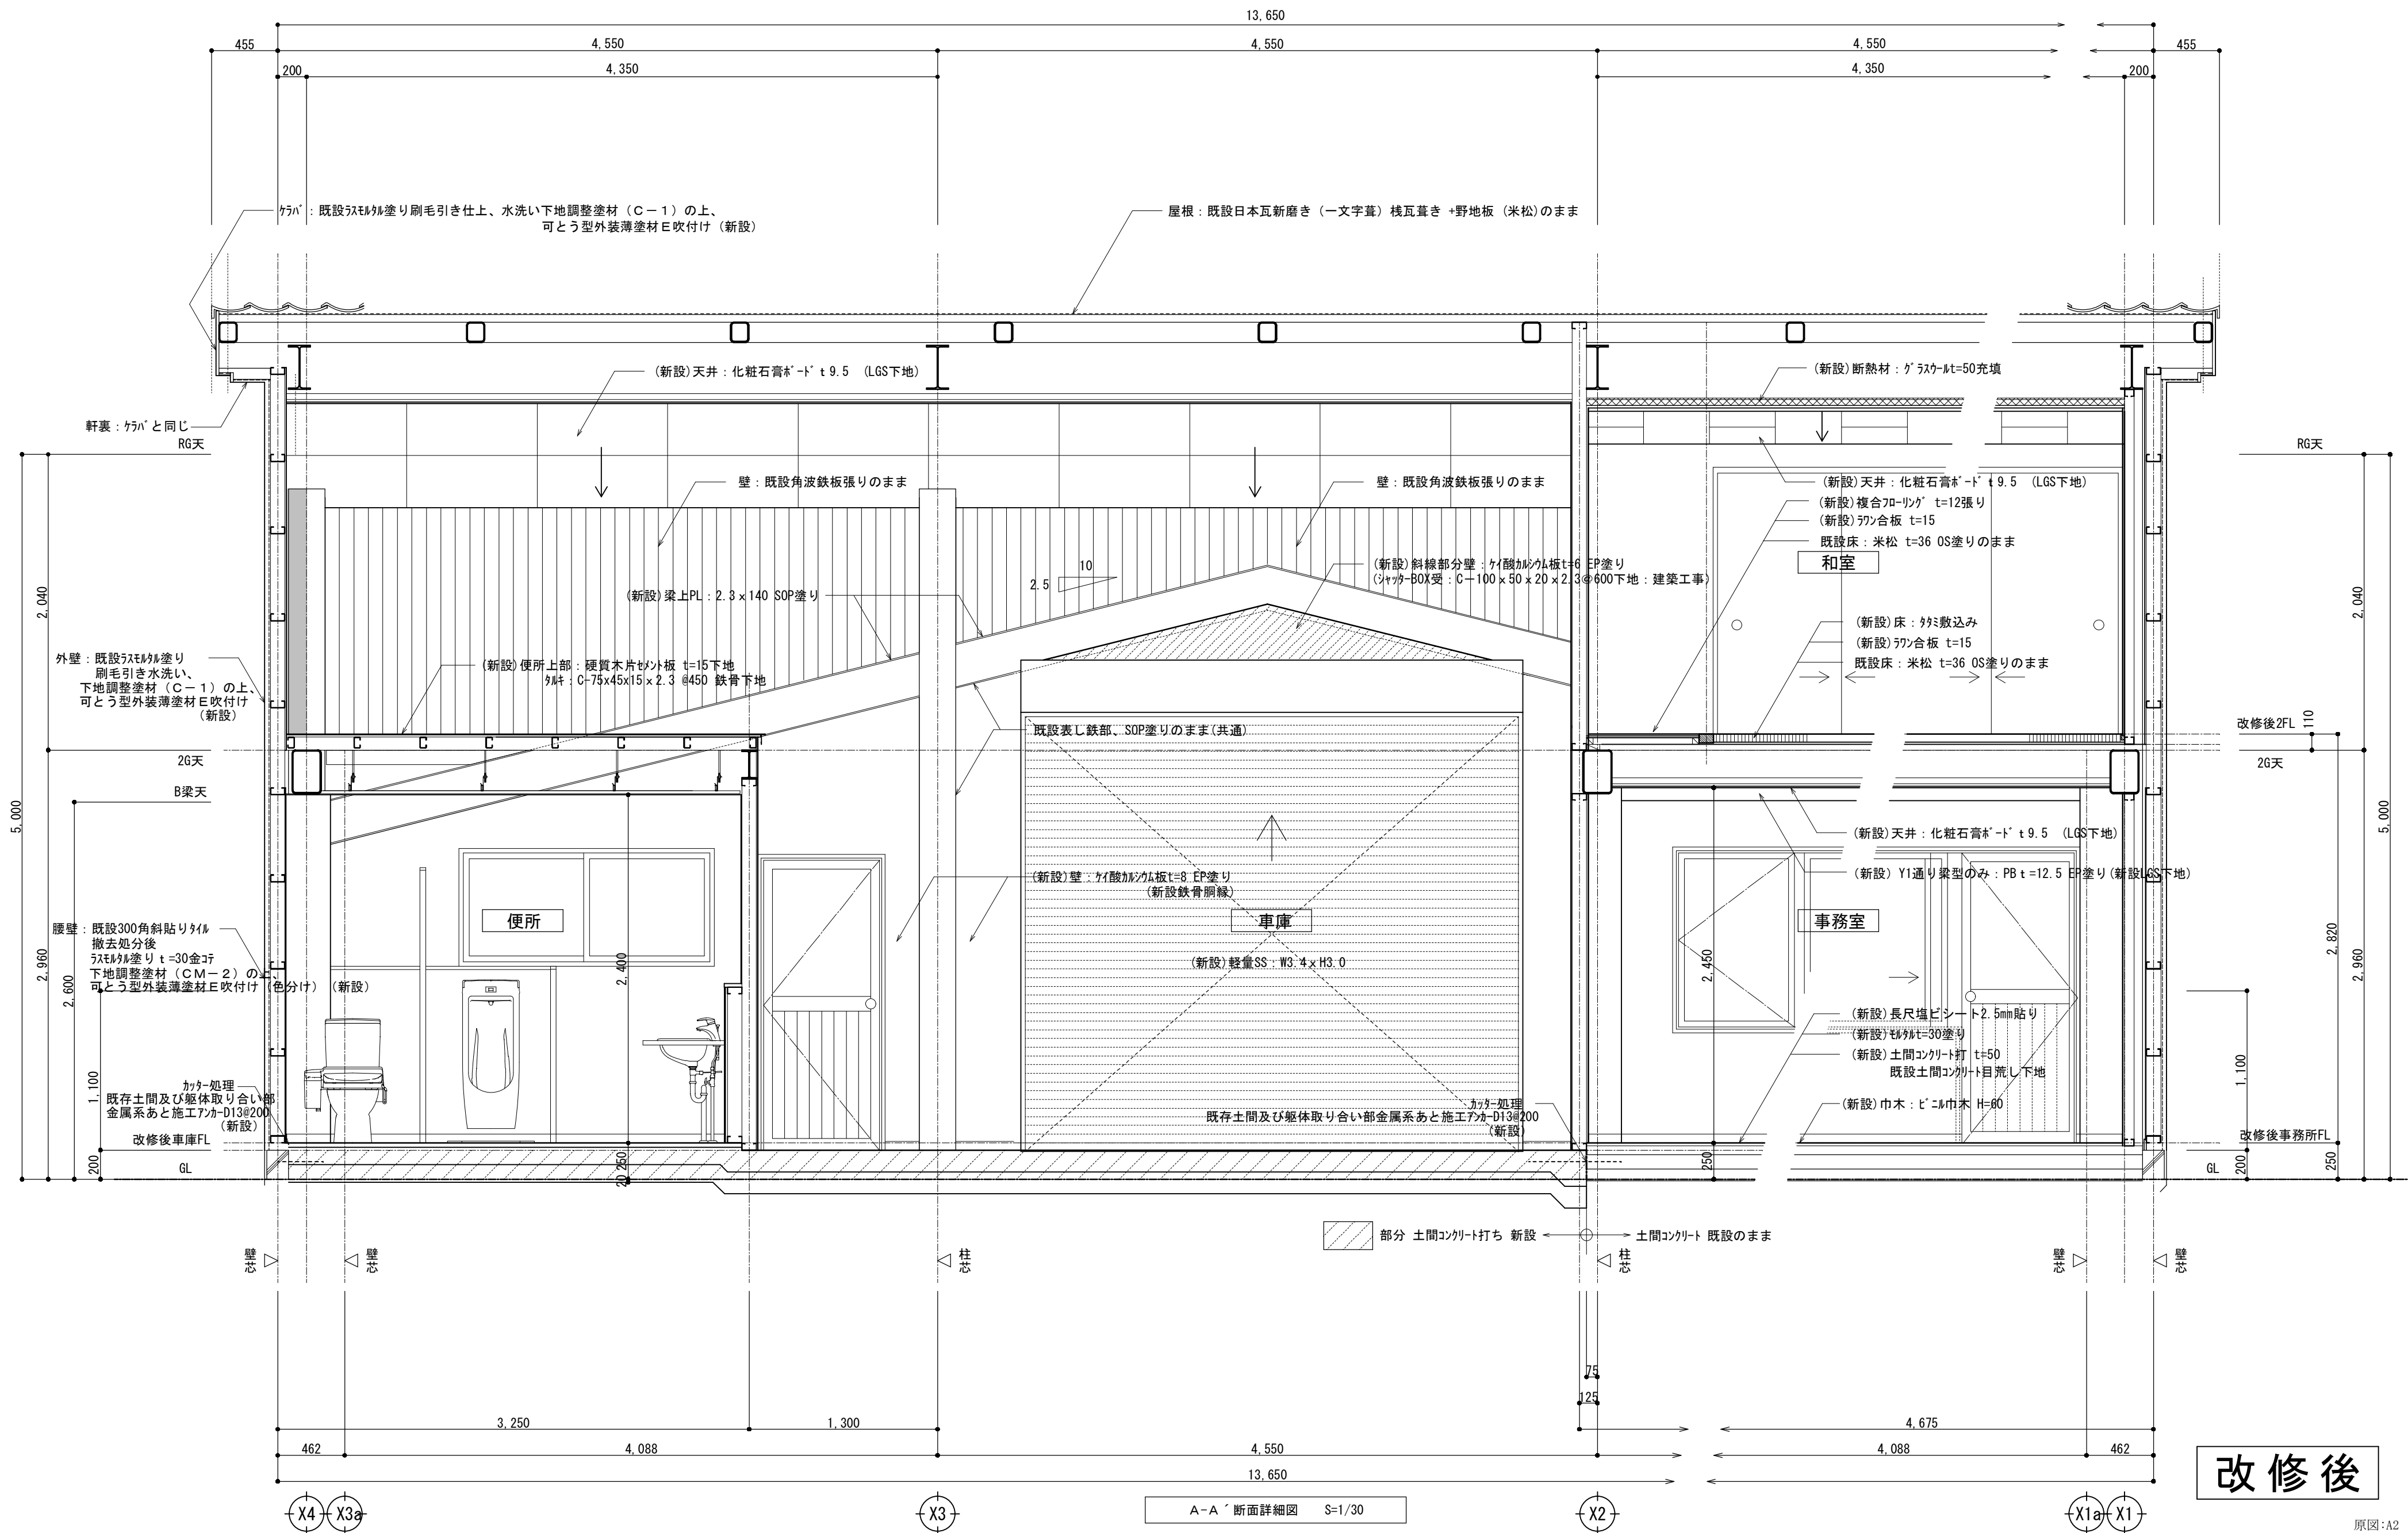 13,650
455
4,550
4,550
4,550
455
200
4,350
4,350
200
ｹﾗﾊﾞ：既設ﾗｽﾓﾙﾀﾙ塗り刷毛引き仕上、水洗い下地調整塗材（Ｃ－１）の上、
可とう型外装薄塗材Ｅ吹付け（新設）
屋根：既設日本瓦新磨き（一文字葺）桟瓦葺き +野地板（米松)のまま
(新設)天井：化粧石膏ﾎﾞｰﾄﾞｔ9.5 （LGS下地）
(新設)断熱材：ｸﾞﾗｽｳｰﾙt=50充填
軒裏：ｹﾗﾊﾞと同じ
RG天
RG天
壁：既設角波鉄板張りのまま
壁：既設角波鉄板張りのまま
(新設)天井：化粧石膏ﾎﾞｰﾄﾞｔ9.5 （LGS下地）
(新設)複合ﾌﾛｰﾘﾝｸﾞ t=12張り
(新設)ﾗﾜﾝ合板 t=15
既設床：米松 t=36 OS塗りのまま
和室
10
2.5
(新設)斜線部分壁：ｹｲ酸ｶﾙｼｳﾑ板t=6 EP塗り
(ｼｬｯﾀｰBOX受：C－100ｘ50ｘ20ｘ2.3@600下地：建築工事)
(新設)梁上PL：2.3ｘ140 SOP塗り
2,040
2,040
(新設)床：ﾀﾀﾐ敷込み
(新設)ﾗﾜﾝ合板 t=15
既設床：米松 t=36 OS塗りのまま
外壁：既設ﾗｽﾓﾙﾀﾙ塗り
刷毛引き水洗い、
下地調整塗材（Ｃ－１）の上、
可とう型外装薄塗材Ｅ吹付け
（新設）
(新設)便所上部：硬質木片ｾﾒﾝﾄ板 t=15下地
ﾀﾙｷ：C-75x45x15ｘ2.3 @450 鉄骨下地
既設表し鉄部、SOP塗りのまま(共通)
改修後2FL
110
2G天
2G天
B梁天
5,000
5,000
(新設)天井：化粧石膏ﾎﾞｰﾄﾞｔ9.5 （LGS下地）
(新設) Y1通り梁型のみ：PBｔ=12.5 EP塗り(新設LGS下地)
(新設)壁：ｹｲ酸ｶﾙｼｳﾑ板t=8 EP塗り
(新設鉄骨胴縁)
便所
車庫
事務室
腰壁：既設300角斜貼りﾀｲﾙ
撤去処分後
ﾗｽﾓﾙﾀﾙ塗りｔ=30金ｺﾃ
下地調整塗材（ＣＭ－２）の上、
可とう型外装薄塗材Ｅ吹付け（色分け）（新設）
2,960
2,600
2,400
(新設)軽量SS：W3.4ｘH3.0
2,450
2,820
2,960
(新設)長尺塩ビシート2.5mm貼り
(新設)ﾓﾙﾀﾙt=30塗り
(新設)土間ｺﾝｸﾘｰﾄ打 t=50
既設土間ｺﾝｸﾘｰﾄ目荒し下地
1,100
1,100
ｶｯﾀｰ処理
既存土間及び躯体取り合い部
金属系あと施工ｱﾝｶｰD13@200
（新設）
ｶｯﾀｰ処理
既存土間及び躯体取り合い部金属系あと施工ｱﾝｶｰD13@200
（新設）
(新設)巾木：ﾋﾞﾆﾙ巾木 H=60
改修後車庫FL
改修後事務所FL
200
GL
250
20
250
GL
200
250
部分 土間ｺﾝｸﾘｰﾄ打ち 新設
土間ｺﾝｸﾘｰﾄ 既設のまま
壁芯
壁芯
柱芯
柱芯
壁芯
壁芯
75
125
3,250
1,300
4,675
462
4,088
4,550
4,088
462
13,650
改修後
X4
X3a
X3
A-A´断面詳細図 S=1/30
X2
X1a
X1
原図:A2